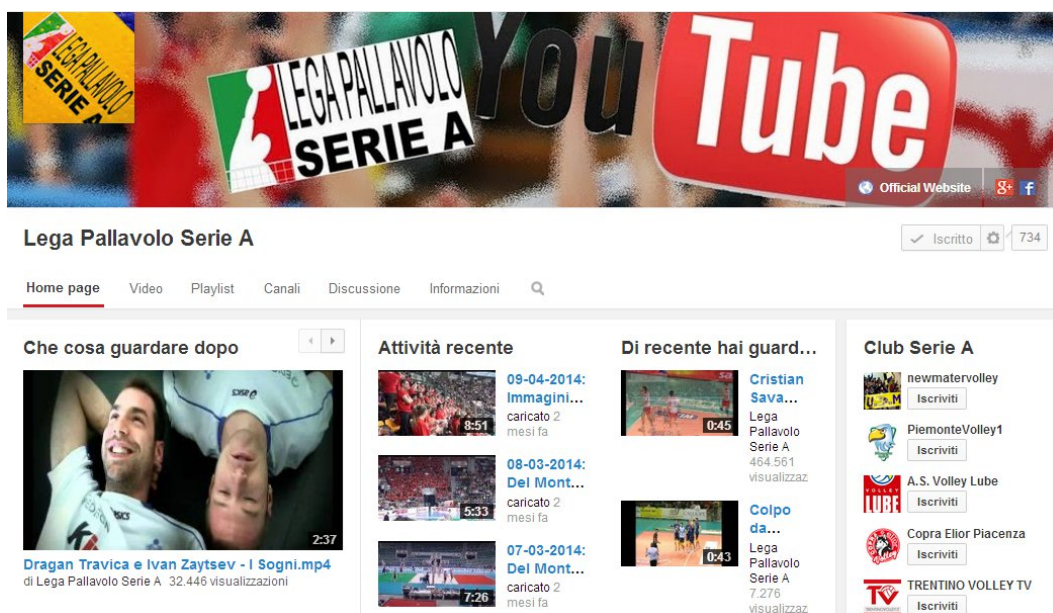 LEGA PALLAVOLO
SERIE A
LEGA PALLAVOLO
SERIE A
You Tube
Official Website
Lega Pallavolo Serie A
Iscritto
734
Home page
Video
Playlist
Canali
Discussione
Informazioni
Che cosa guardare dopo
2:37
Dragan Travica e Ivan Zaytsev - I Sogni.mp4
di Lega Pallavolo Serie A 32.446 visualizzazioni
Attività recente
8:51
09-04-2014:
Immagini...
caricato 2
mesi fa
5:33
08-03-2014:
Del Mont...
caricato 2
mesi fa
7:26
07-03-2014:
Del Mont...
caricato 2
mesi fa
Di recente hai guard...
0:45
Cristian
Sava...
Lega
Pallavolo
Serie A
464.561
visualizzaz
0:43
Colpo
da...
Lega
Pallavolo
Serie A
7.276
visualizzaz
Club Serie A
newmatervolley
Iscriviti
PiemonteVolley1
Iscriviti
VOLLEY
LUBE
A.S. Volley Lube
Iscriviti
Copra Elior Piacenza
Iscriviti
TRENTINO VOLLEY TV
Iscriviti